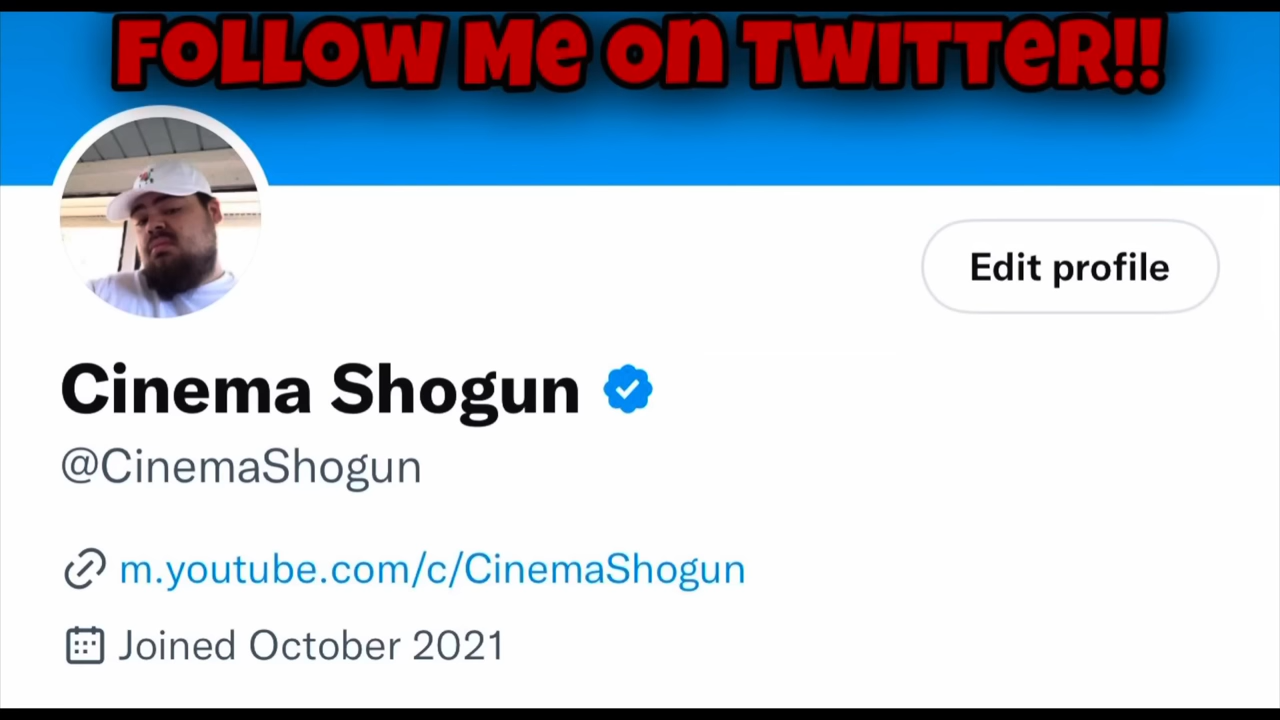 FOLLOW Me On TWITTeR!!
Edit profile
Cinema Shogun
@CinemaShogun
m.youtube.com/c/CinemaShogun
Joined October 2021